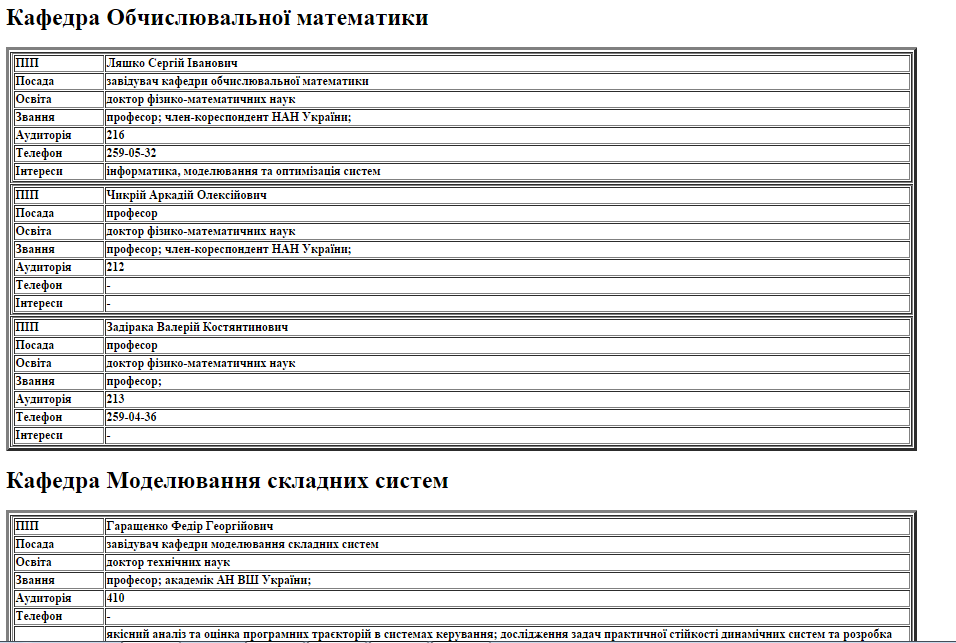 Кафедра Обчислювальної математики
ПІП Ляшко Сергій Іванович
Посада завідувач кафедри обчислювальної математики
Освіта доктор фізико-математичних наук
Звання професор; член-кореспондент НАН України;
Аудиторія 216
Телефон 259-05-32
Інтереси інформатика, моделювання та оптимізація систем
ПІП Чикрій Аркадій Олексійович
Посада професор
Освіта доктор фізико-математичних наук
Звання професор; член-кореспондент НАН України;
Аудиторія 212
Телефон -
Інтереси -
ПІП Задірака Валерій Костянтинович
Посада професор
Освіта доктор фізико-математичних наук
Звання професор;
Аудиторія 213
Телефон 259-04-36
Інтереси -
Кафедра Моделювання складних систем
ПІП Гаращенко Федір Георгійович
Посада завідувач кафедри моделювання складних систем
Освіта доктор технічних наук
Звання професор; академік АН ВШ України;
Аудиторія 410
Телефон -
якісний аналіз та оцінка програмних траєкторій в системах керування; дослідження задач практичної стійкості динамічних систем та розробка